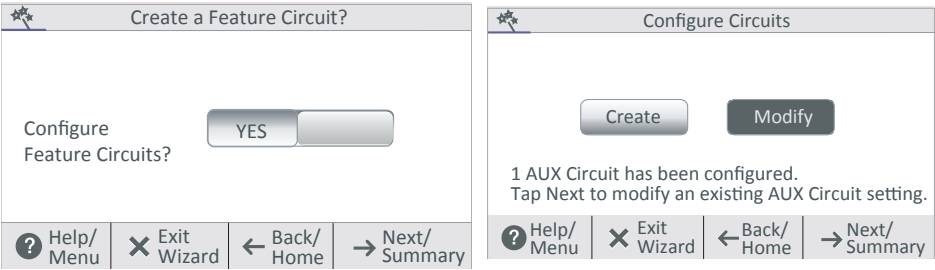 Create a Feature Circuit?
Configure
Feature Circuits?
YES
Help/
Menu
Exit
Wizard
Back/
Home
Next/
Summary
Configure Circuits
Create
Modify
1 AUX Circuit has been configured.
Tap Next to modify an existing AUX Circuit setting.
Help/
Menu
Exit
Wizard
Back/
Home
Next/
Summary